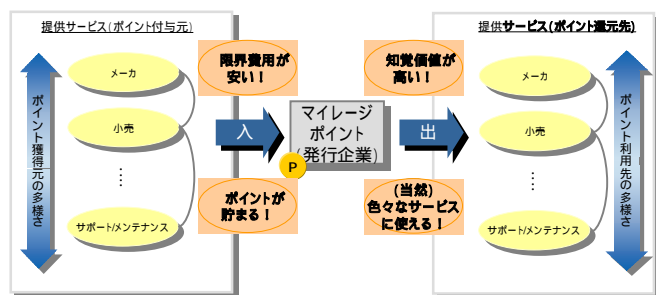 提供サービス(ポイント付与元)
ポイント獲得元の多様さ
メーカ
小売
…
サポート/メンテナンス
限界費用が
安い！
入
ポイントが
貯まる！
マイレージ
ポイント
(発行企業)
P
知覚価値が
高い！
出
(当然)
色々なサービス
に使える！
提供サービス(ポイント還元先)
メーカ
小売
…
サポート/メンテナンス
ポイント利用先の多様さ